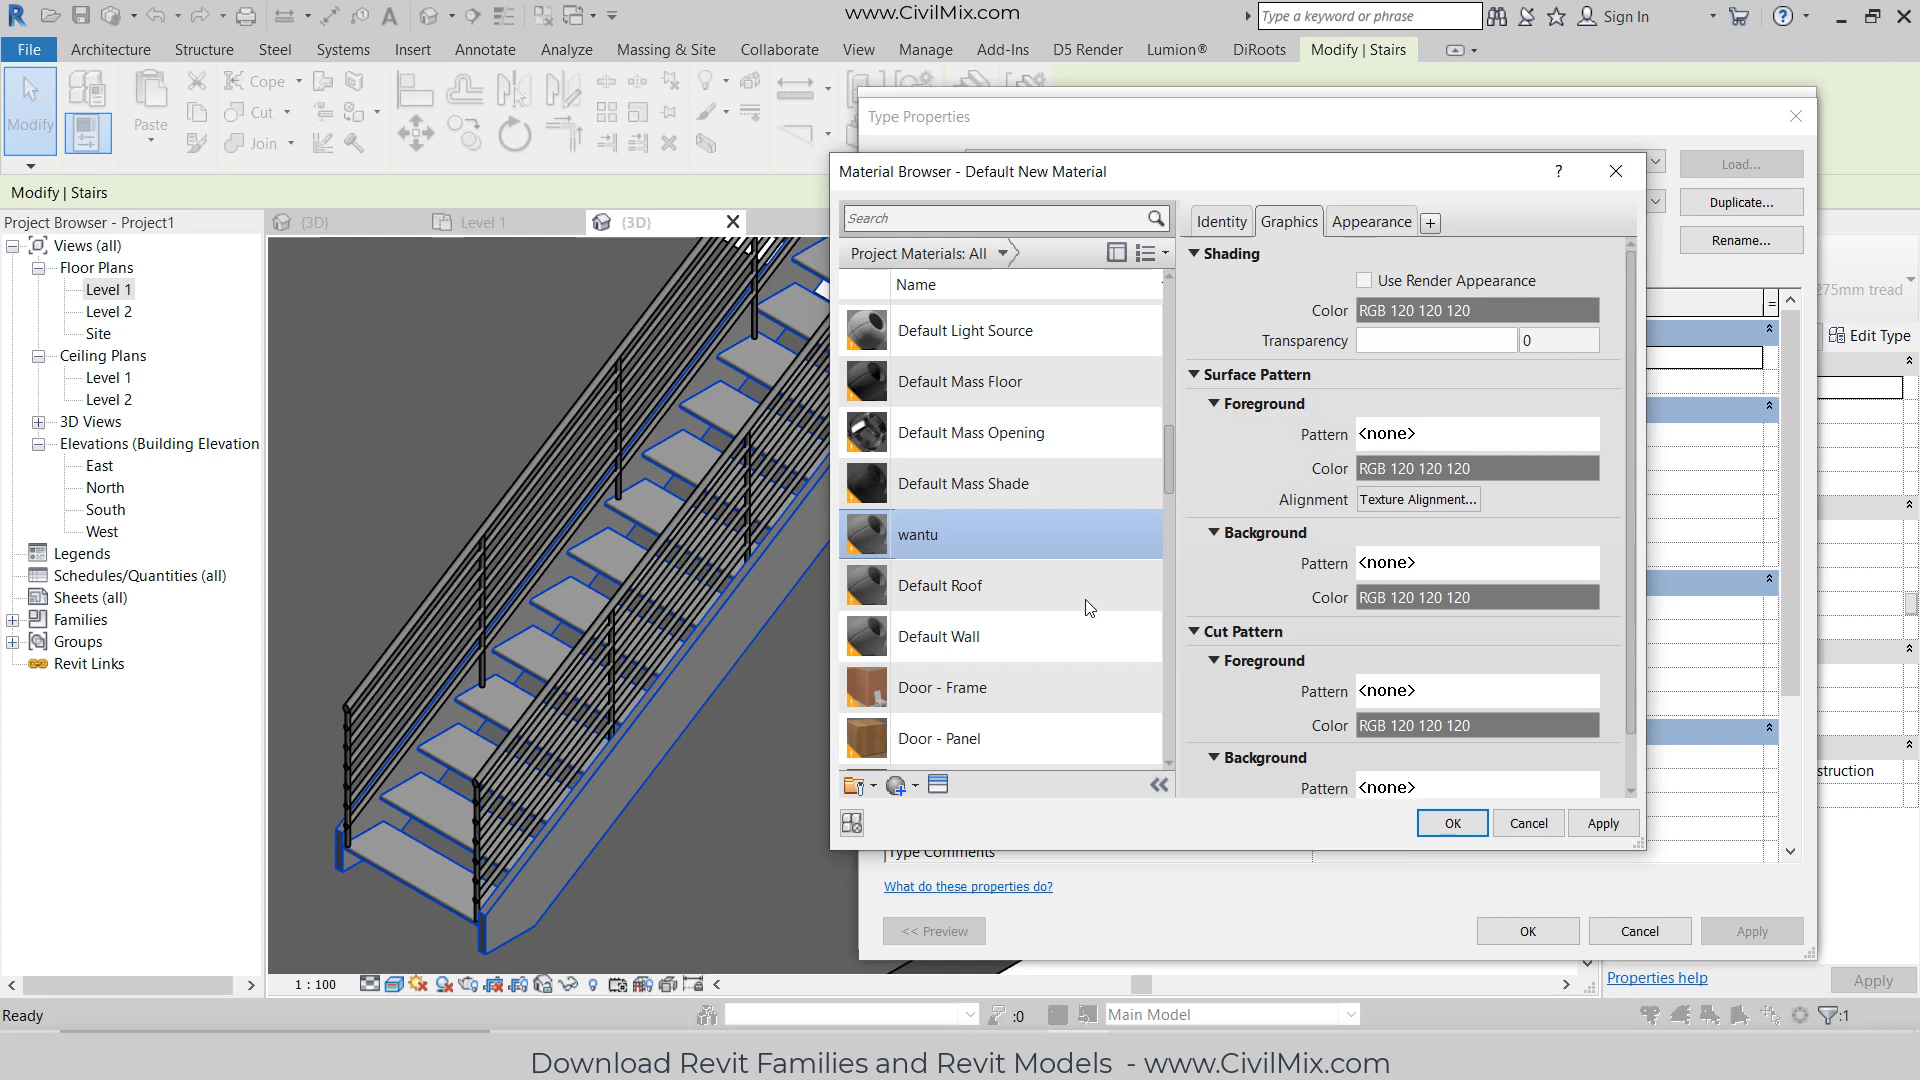 www.CivilMix.com
Type a keyword or phrase
Sign In
File
Architecture
Structure
Steel
Systems
Insert
Annotate
Analyze
Massing & Site
Collaborate
View
Manage
Add-Ins
D5 Render
Lumion®
DiRoots
Modify | Stairs
Modify
Paste
Cope
Cut
Join
Modify | Stairs
Project Browser - Project1
Views (all)
Floor Plans
Level 1
Level 2
Site
Ceiling Plans
Level 1
Level 2
3D Views
Elevations (Building Elevation
East
North
South
West
Legends
Schedules/Quantities (all)
Sheets (all)
Families
Groups
Revit Links
{3D}
Level 1
{3D}
Type Properties
Load...
Duplicate...
Rename...
275mm tread
Edit Type
struction
Material Browser - Default New Material
?
Search
Project Materials: All
Name
Default Light Source
Default Mass Floor
Default Mass Opening
Default Mass Shade
wantu
Default Roof
Default Wall
Door - Frame
Door - Panel
Identity
Graphics
Appearance
+
Shading
Use Render Appearance
Color RGB 120 120 120
Transparency 0
Surface Pattern
Foreground
Pattern <none>
Color RGB 120 120 120
Alignment Texture Alignment...
Background
Pattern <none>
Color RGB 120 120 120
Cut Pattern
Foreground
Pattern <none>
Color RGB 120 120 120
Background
Pattern <none>
OK
Cancel
Apply
=
Type Comments
What do these properties do?
<< Preview
OK
Cancel
Apply
Properties help
Apply
1 : 100
Ready
:0
Main Model
:1
Download Revit Families and Revit Models - www.CivilMix.com